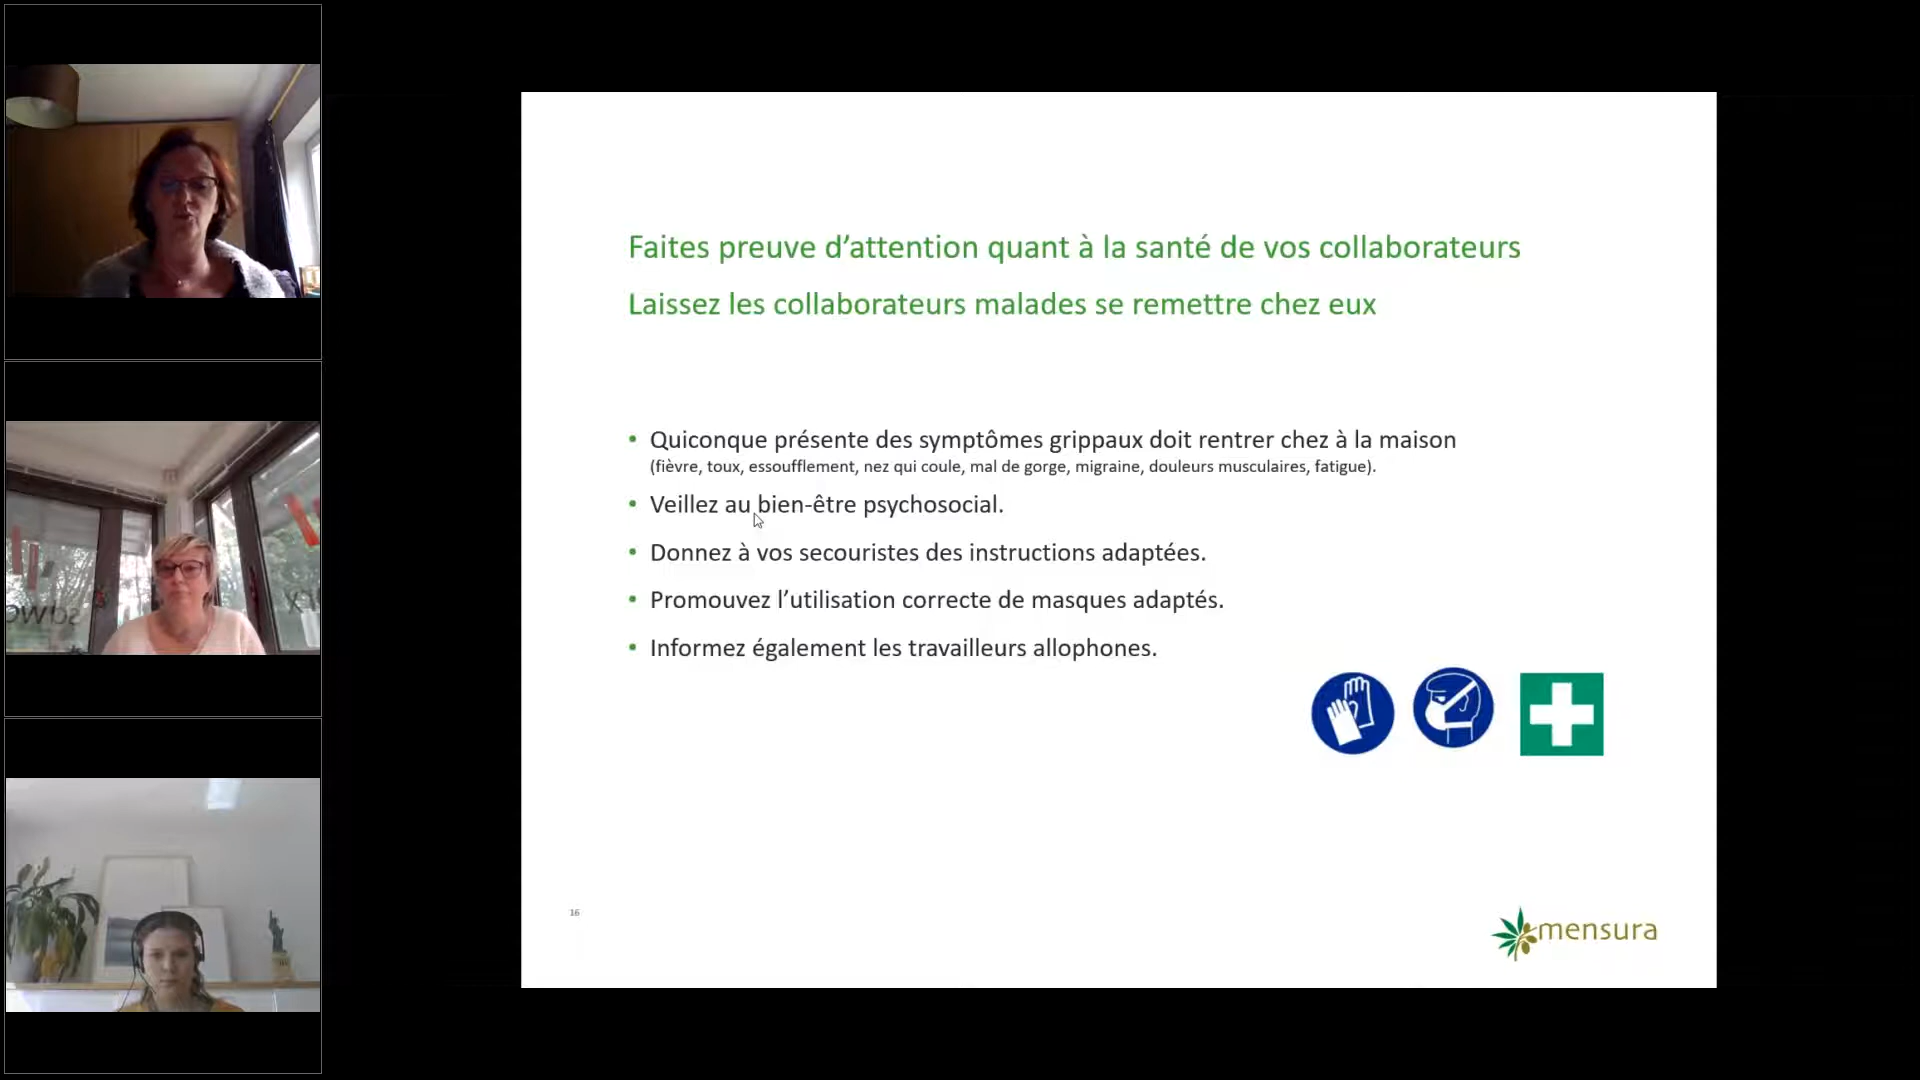 Faites preuve d’attention quant à la santé de vos collaborateurs
Laissez les collaborateurs malades se remettre chez eux
• Quiconque présente des symptômes grippaux doit rentrer chez à la maison
(fièvre, toux, essoufflement, nez qui coule, mal de gorge, migraine, douleurs musculaires, fatigue).
• Veillez au bien-être psychosocial.
• Donnez à vos secouristes des instructions adaptées.
• Promouvez l’utilisation correcte de masques adaptés.
• Informez également les travailleurs allophones.
16
mensura